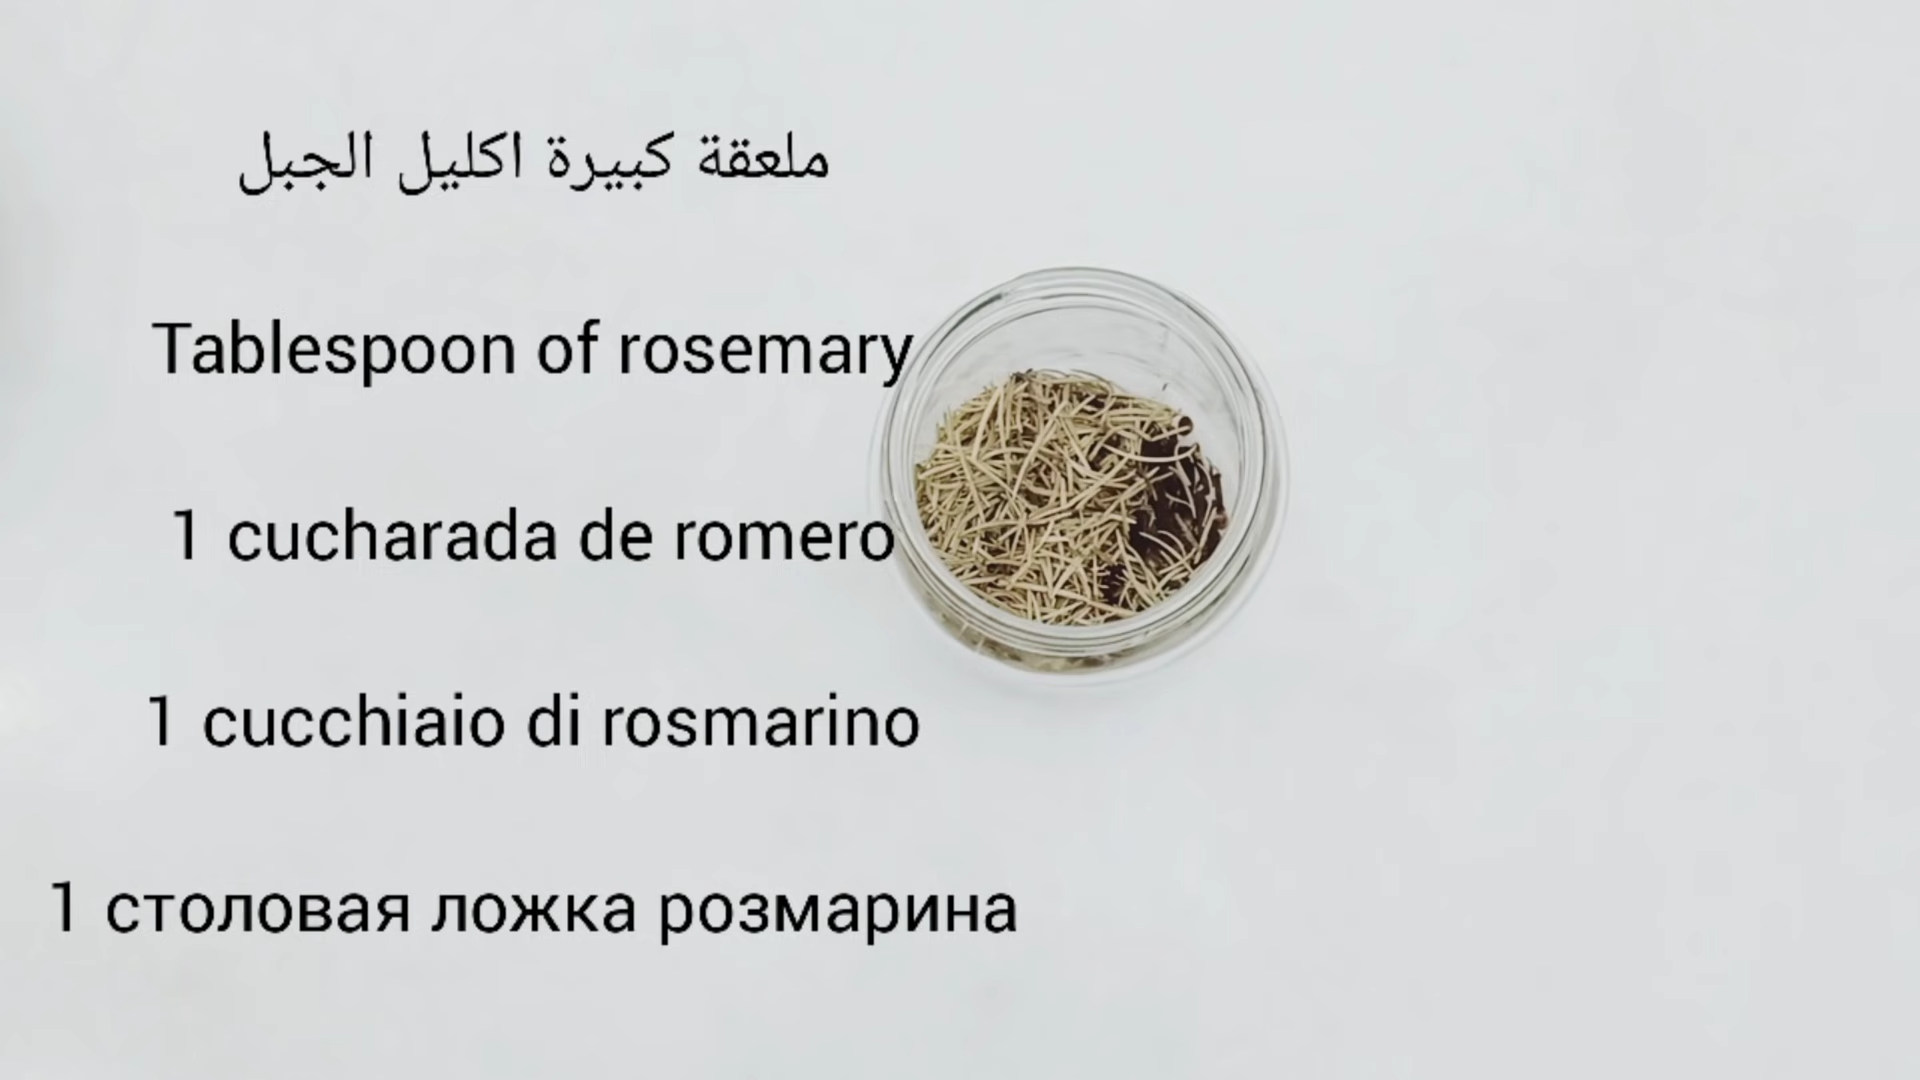 ملعقة كبيرة اكليل الجبل
Tablespoon of rosemary
1 cucharada de romero
1 cucchiaio di rosmarino
1 столовая ложка розмарина